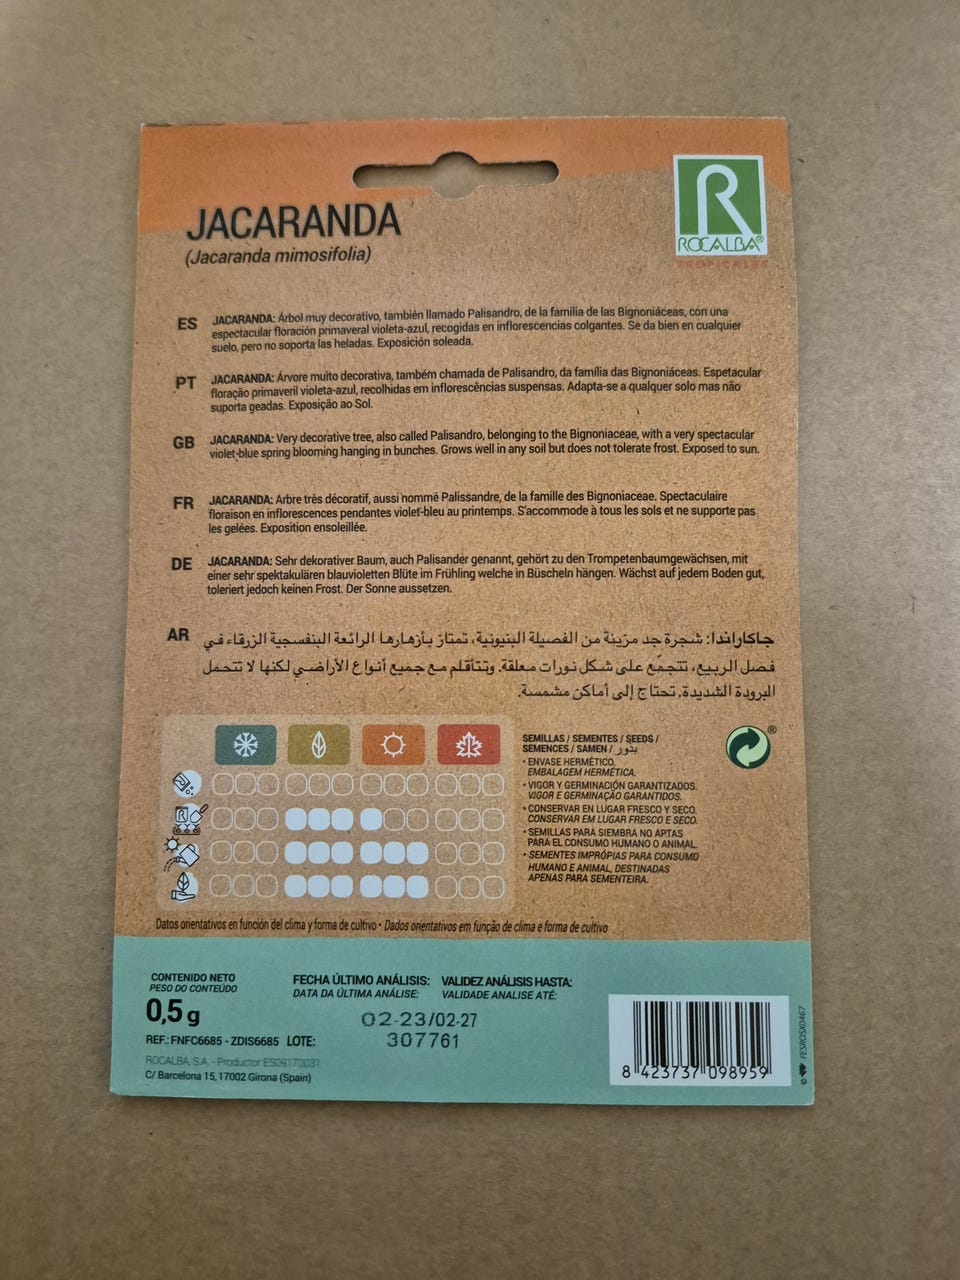 JACARANDA
(Jacaranda mimosifolia)
R
ROCALBA®
TROPICALES
ES JACARANDA: Árbol muy decorativo, también llamado Palisandro, de la familia de las Bignoniáceas, con una
espectacular floración primaveral violeta-azul, recogidas en inflorescencias colgantes. Se da bien en cualquier
suelo, pero no soporta las heladas. Exposición soleada.
PT JACARANDA: Árvore muito decorativa, também chamada de Palisandro, da família das Bignoniáceas. Espetacular
floração primaveril violeta-azul, recolhidas em inflorescências suspensas. Adapta-se a qualquer solo mas não
suporta geadas. Exposição ao Sol.
GB JACARANDA: Very decorative tree, also called Palisandro, belonging to the Bignoniaceae, with a very spectacular
violet-blue spring blooming hanging in bunches. Grows well in any soil but does not tolerate frost. Exposed to sun.
FR JACARANDA: Arbre très décoratif, aussi nommé Palissandre, de la famille des Bignoniaceae. Spectaculaire
floraison en inflorescences pendantes violet-bleu au printemps. S'accommode à tous les sols et ne supporte pas
les gelées. Exposition ensoleillée.
DE JACARANDA: Sehr dekorativer Baum, auch Palisander genannt, gehört zu den Trompetenbaumgewächsen, mit
einer sehr spektakulären blauvioletten Blüte im Frühling welche in Büscheln hängen. Wächst auf jedem Boden gut,
toleriert jedoch keinen Frost. Der Sonne aussetzen.
AR جاكاراندا: شجرة جد مزينة من الفصيلة البنيونية، تمتاز بأزهارها الرائعة البنفسجية الزرقاء في
فصل الربيع، تتجمّع على شكل نورات معلقة. وتتأقلم مع جميع أنواع الأراضي لكنها لا تتحمل
البرودة الشديدة. تحتاج إلى أماكن مشمسة.
SEMILLAS / SEMENTES / SEEDS /
SEMENCES / SAMEN / بذور
• ENVASE HERMÉTICO.
EMBALAGEM HERMÉTICA.
• VIGOR Y GERMINACIÓN GARANTIZADOS.
VIGOR E GERMINAÇÃO GARANTIDOS.
• CONSERVAR EN LUGAR FRESCO Y SECO.
CONSERVAR EM LUGAR FRESCO E SECO.
• SEMILLAS PARA SIEMBRA NO APTAS
PARA EL CONSUMO HUMANO O ANIMAL.
• SEMENTES IMPRÓPIAS PARA CONSUMO
HUMANO E ANIMAL, DESTINADAS
APENAS PARA SEMENTEIRA.
®
R
Datos orientativos en función del clima y forma de cultivo • Dados orientativos em função de clima e forma de cultivo
CONTENIDO NETO
PESO DO CONTEÚDO
0,5 g
FECHA ÚLTIMO ANÁLISIS: VALIDEZ ANÁLISIS HASTA:
DATA DA ÚLTIMA ANÁLISE: VALIDADE ANALISE ATÉ:
02-23/02-27
REF.: FNFC6685 - ZDIS6685 LOTE: 307761
ROCALBA, S.A. - Productor ES09170031
C/ Barcelona 15, 17002 Girona (Spain)
8 423737 098959
© FESROSX0467